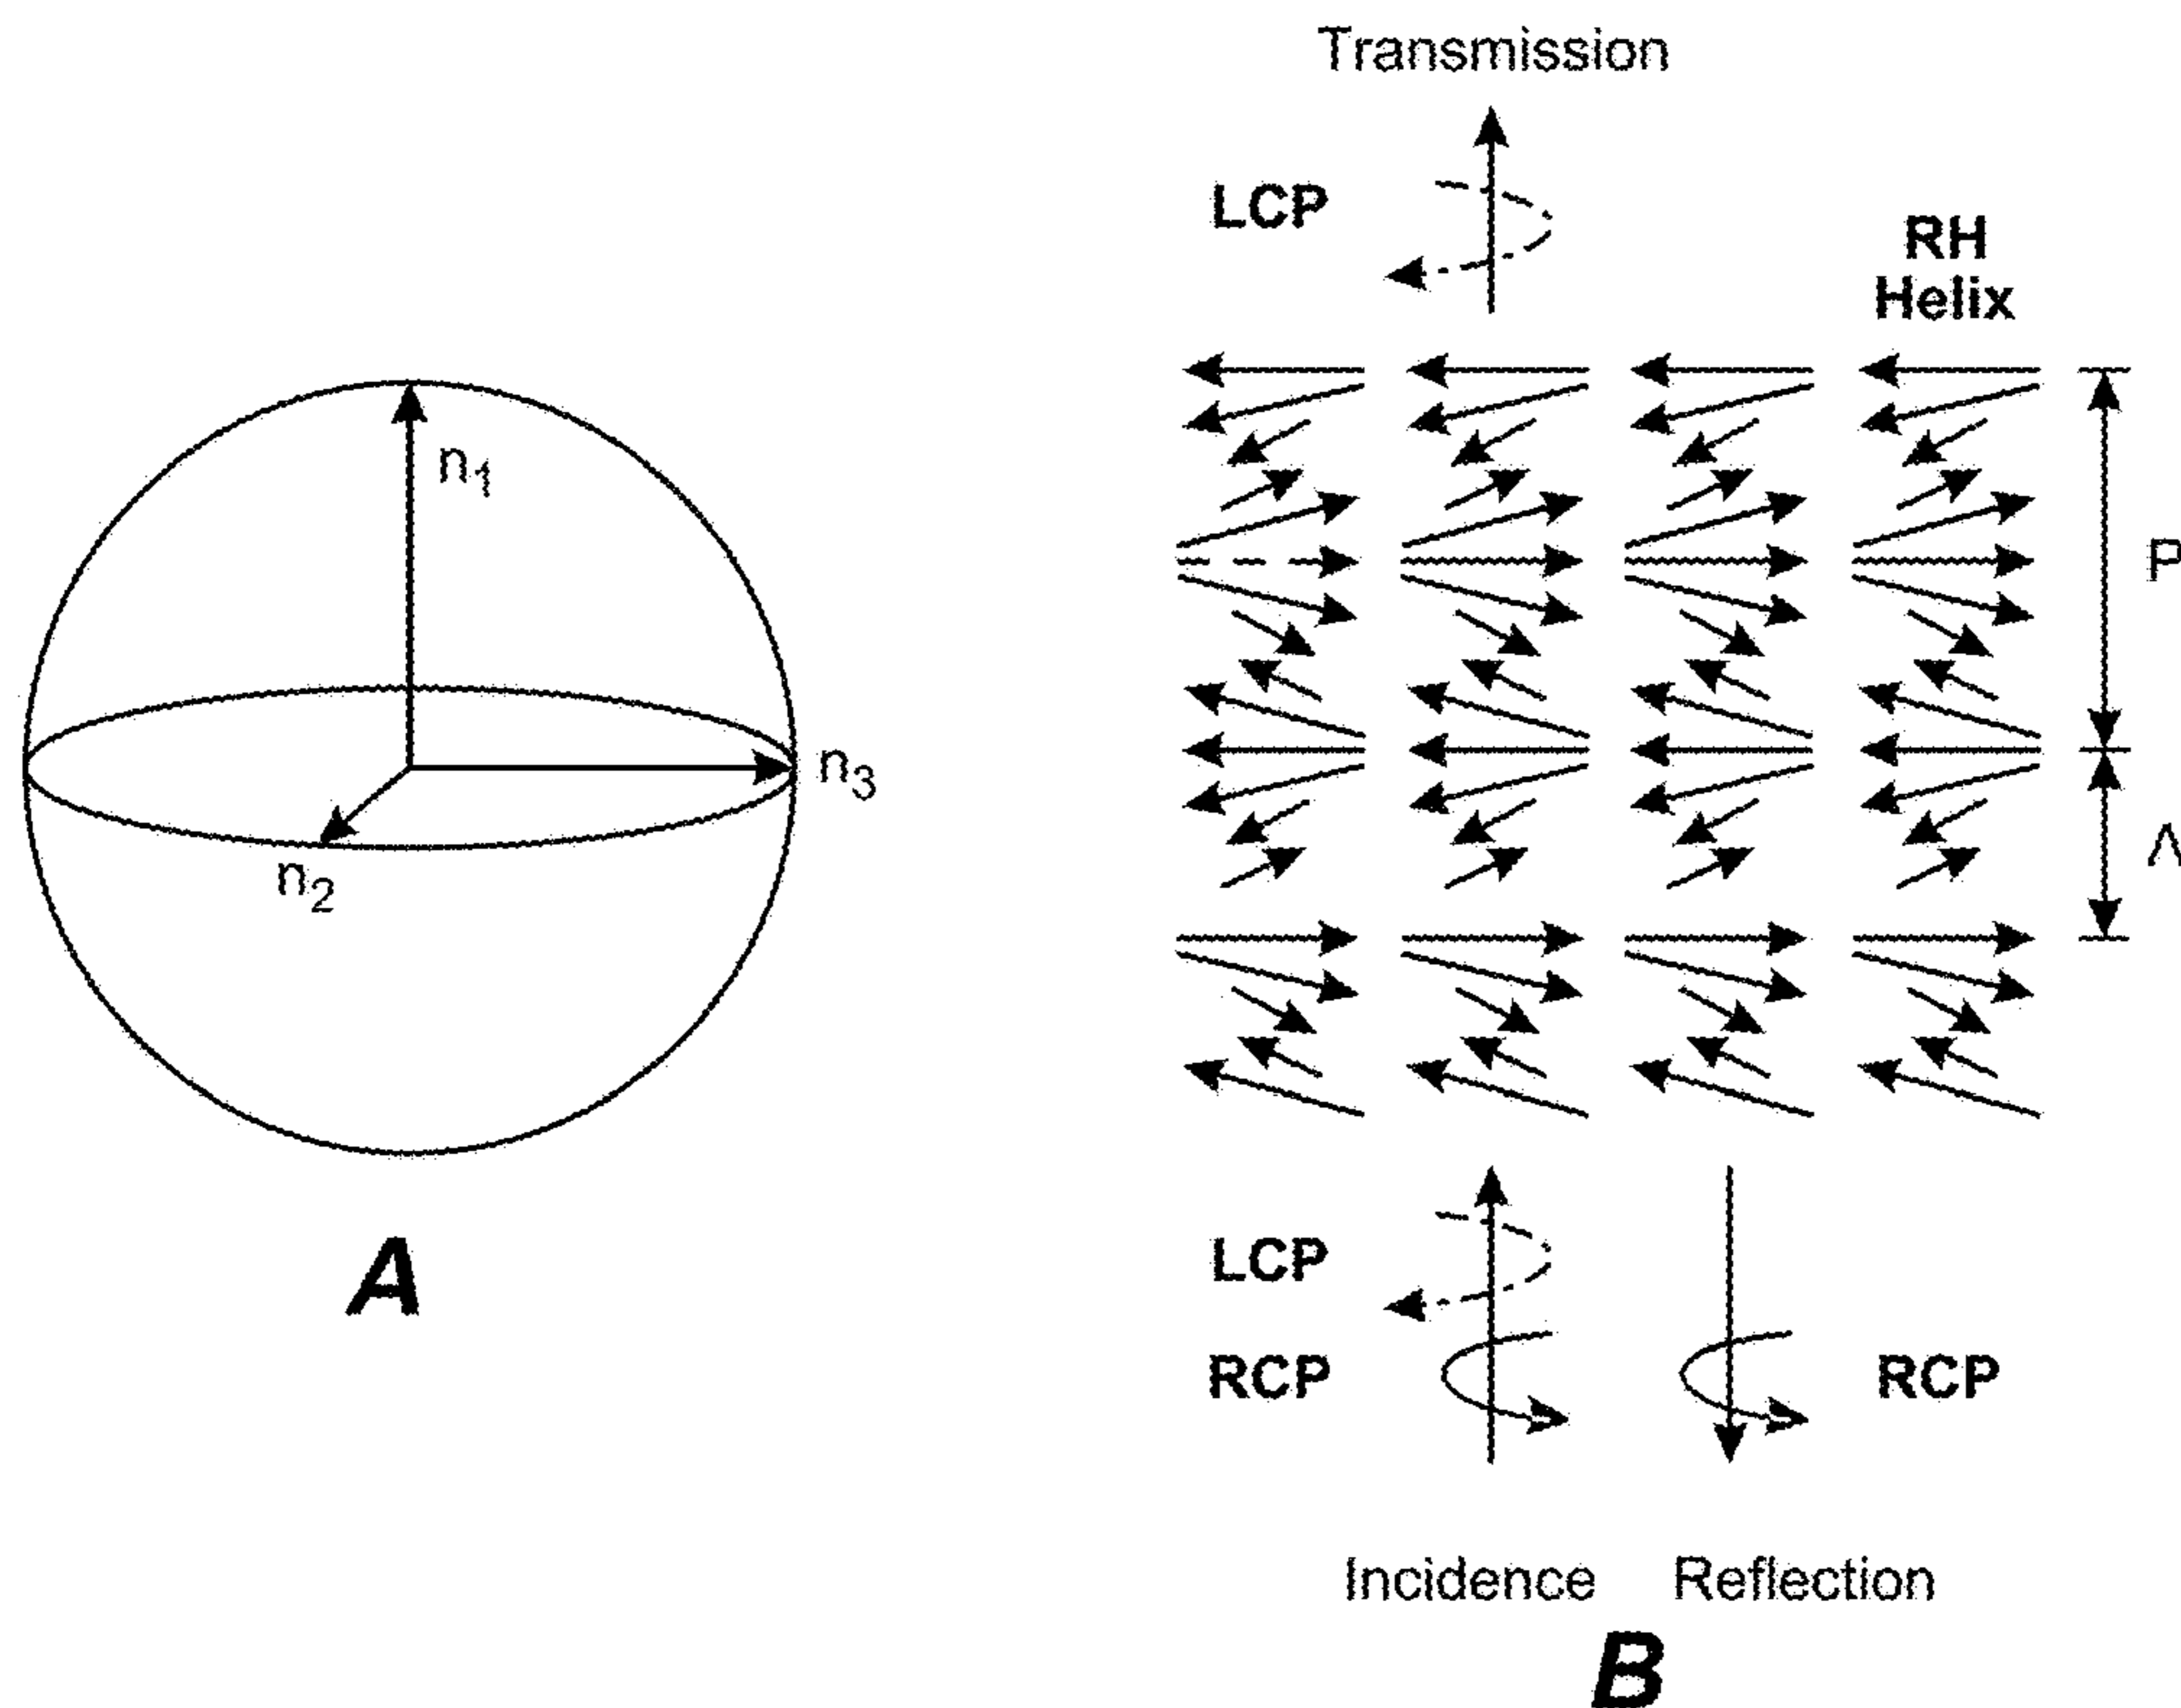 Transmission
LCP
RH
Helix
n1
P
n3
n2
Λ
LCP
RCP
RCP
A
Incidence Reflection
B